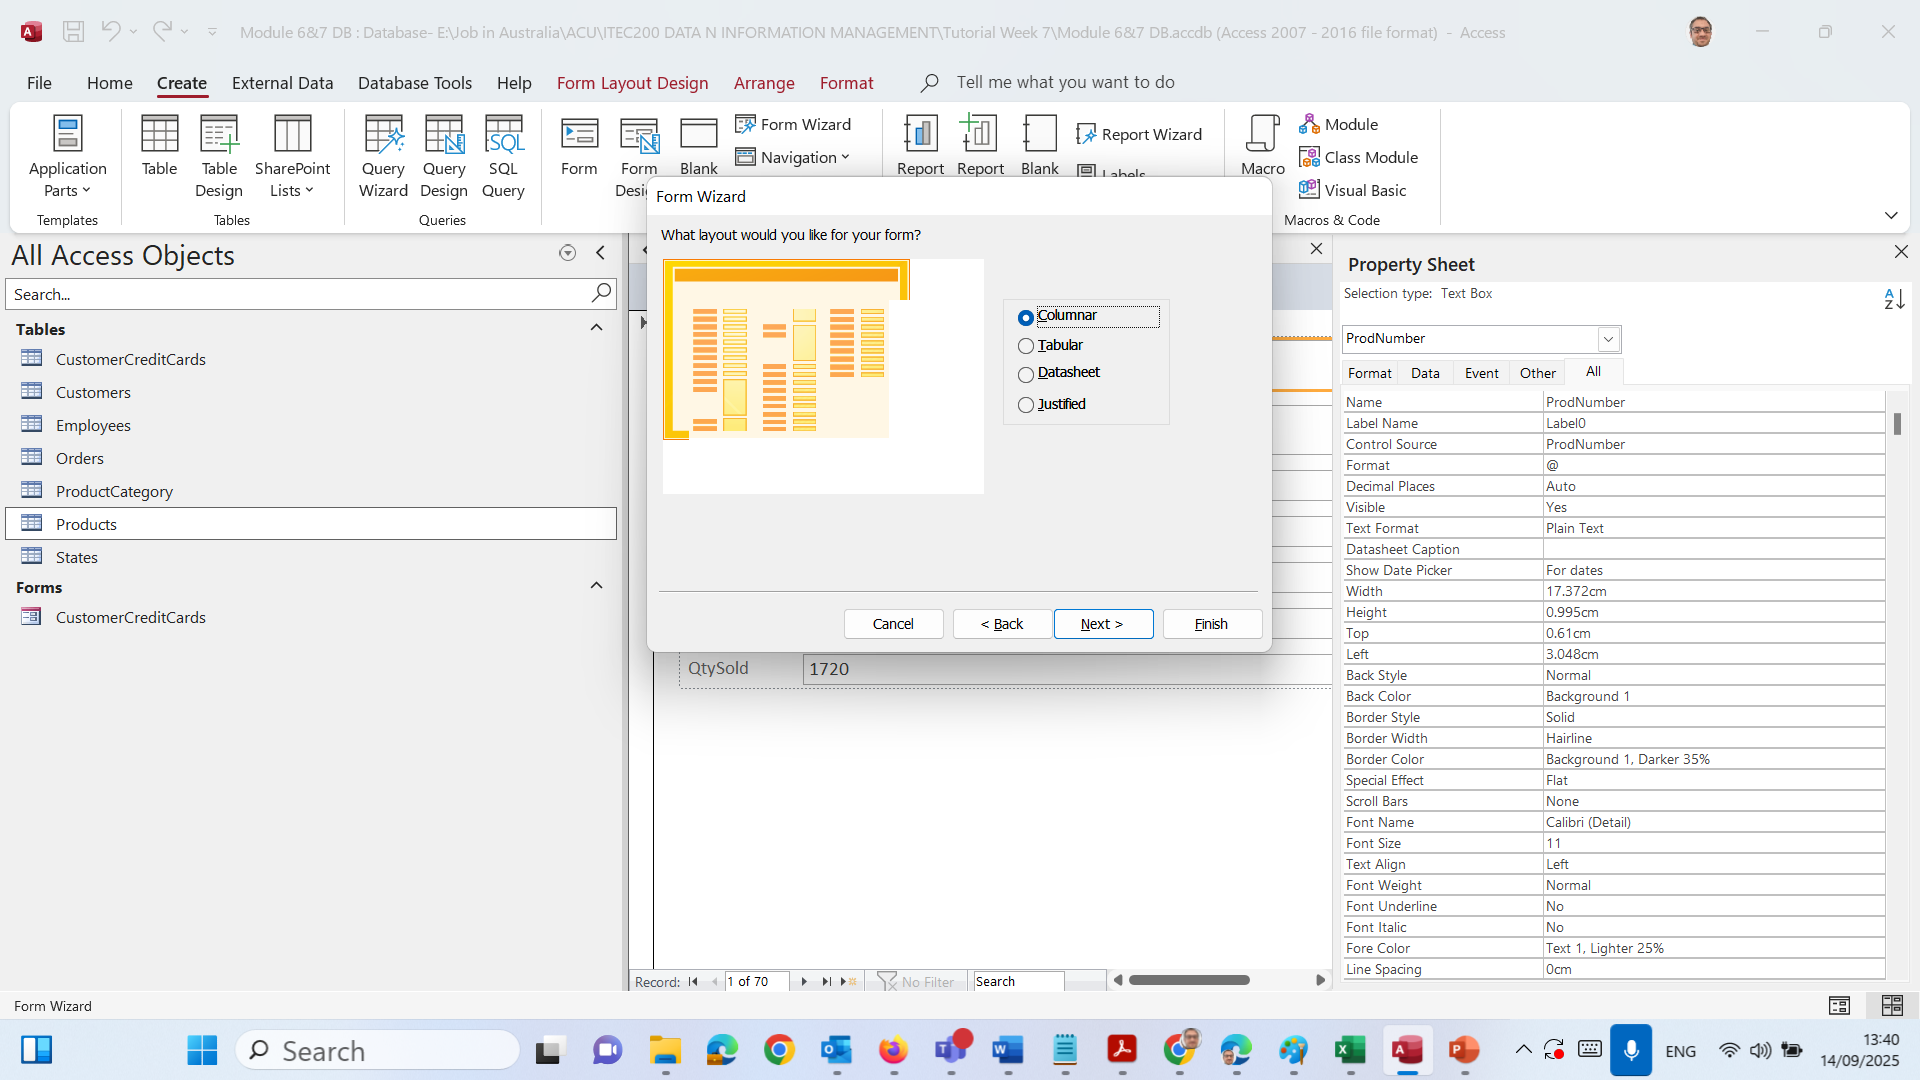 Module 6&7 DB : Database- E:\Job in Australia\ACU\ITEC200 DATA N INFORMATION MANAGEMENT\Tutorial Week 7\Module 6&7 DB.accdb (Access 2007 - 2016 file format) - Access
File Home Create External Data Database Tools Help Form Layout Design Arrange Format Tell me what you want to do
Application Parts
Templates
Table
Table Design
SharePoint Lists
Tables
Query Wizard
Query Design
SQL Query
Queries
Form
Form
Blank
Form Wizard
Navigation
Report
Report
Blank
Report Wizard
Labels
Macro
Module
Class Module
Visual Basic
Macros & Code
All Access Objects
Search...
Tables
CustomerCreditCards
Customers
Employees
Orders
ProductCategory
Products
States
Forms
CustomerCreditCards
Form Wizard
What layout would you like for your form?
Columnar
Tabular
Datasheet
Justified
Cancel
< Back
Next >
Finish
QtySold 1720
Record: 1 of 70 No Filter Search
Property Sheet
Selection type: Text Box
ProdNumber
Format Data Event Other All
Name ProdNumber
Label Name Label0
Control Source ProdNumber
Format @
Decimal Places Auto
Visible Yes
Text Format Plain Text
Datasheet Caption
Show Date Picker For dates
Width 17.372cm
Height 0.995cm
Top 0.61cm
Left 3.048cm
Back Style Normal
Back Color Background 1
Border Style Solid
Border Width Hairline
Border Color Background 1, Darker 35%
Special Effect Flat
Scroll Bars None
Font Name Calibri (Detail)
Font Size 11
Text Align Left
Font Weight Normal
Font Underline No
Font Italic No
Fore Color Text 1, Lighter 25%
Line Spacing 0cm
Form Wizard
Search
ENG
13:40
14/09/2025